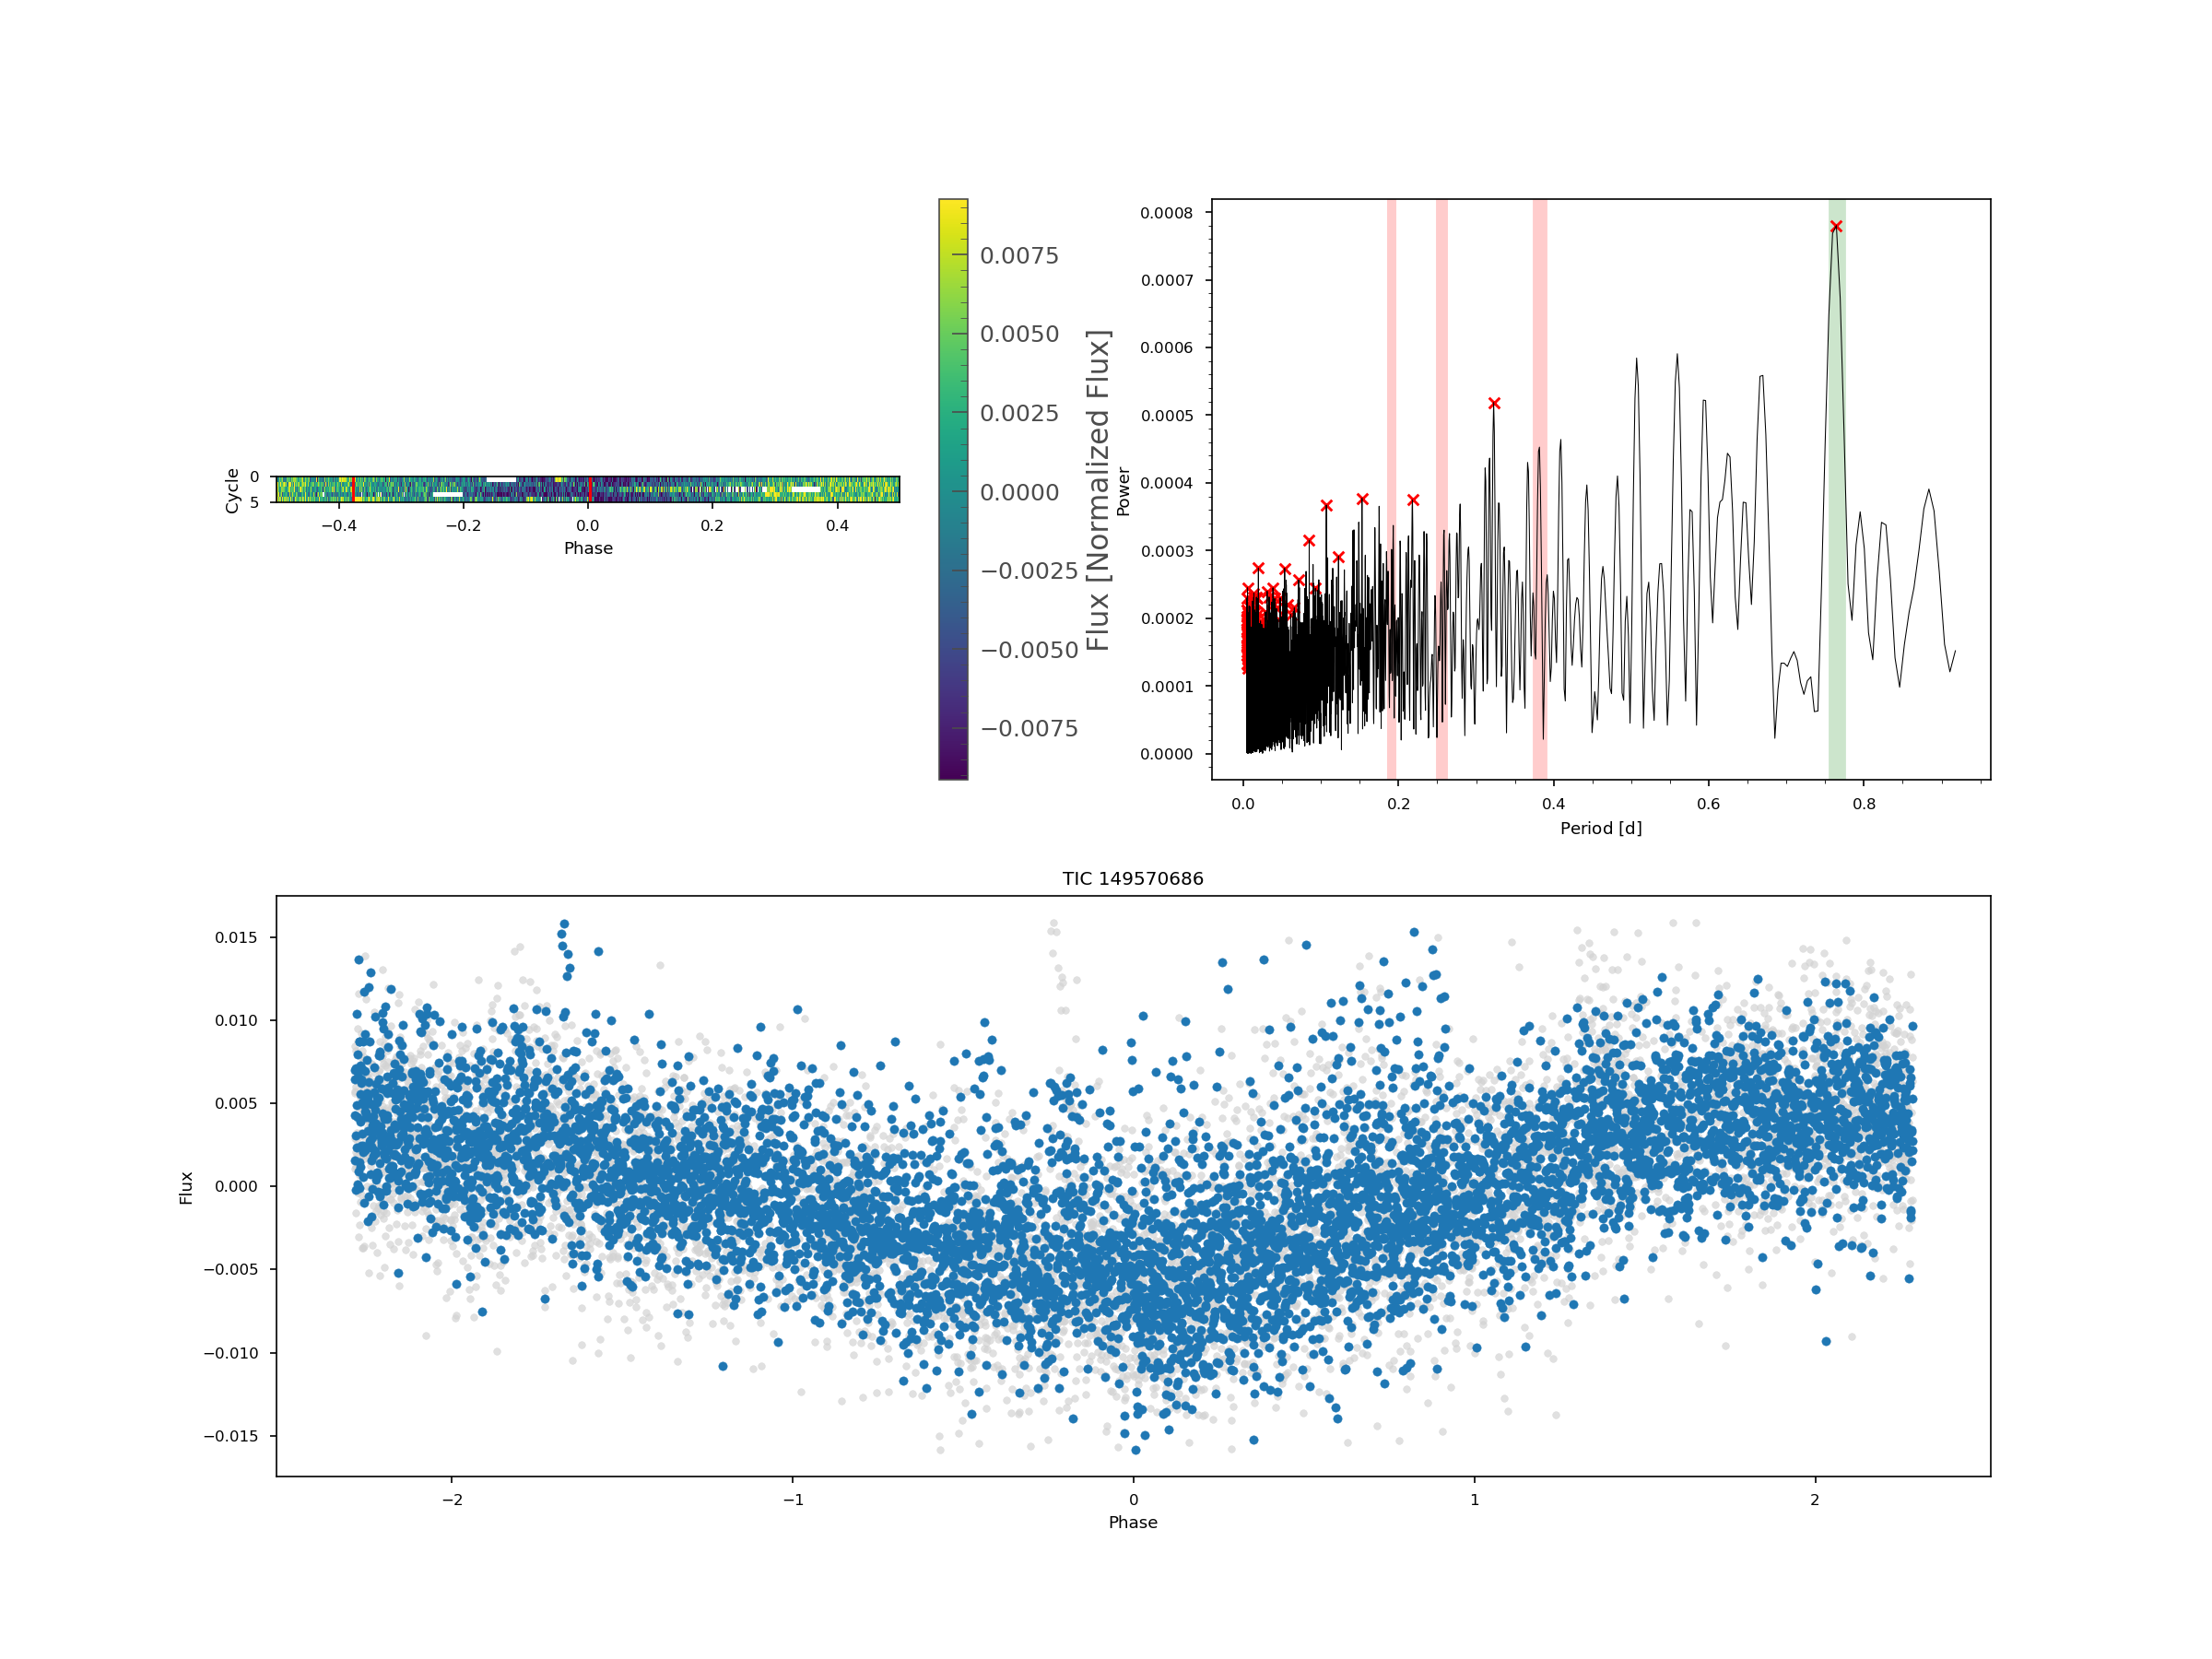 0.0075
0.0050
0.0025
0.0000
−0.0025
−0.0050
−0.0075
Flux [Normalized Flux]
Cycle
0
5
−0.4 −0.2 0.0 0.2 0.4
Phase
0.0008
0.0007
0.0006
0.0005
0.0004
0.0003
0.0002
0.0001
0.0000
Power
0.0 0.2 0.4 0.6 0.8
Period [d]
TIC 149570686
0.015
0.010
0.005
0.000
−0.005
−0.010
−0.015
Flux
−2 −1 0 1 2
Phase